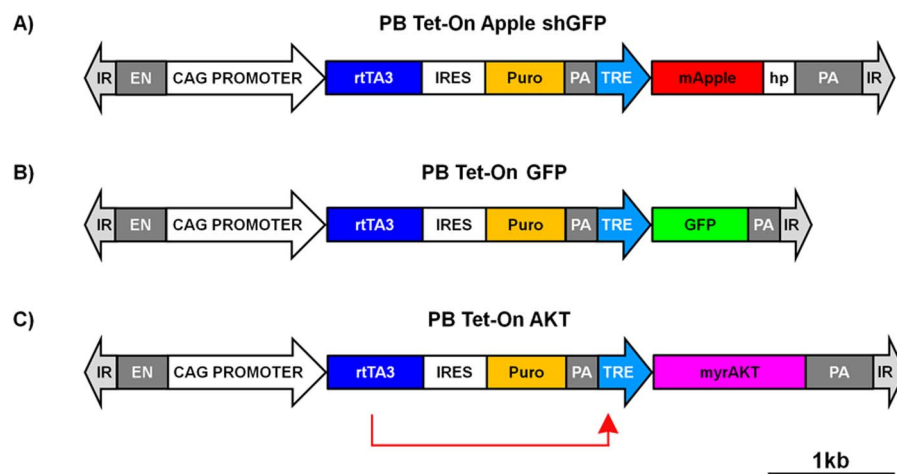 A) PB Tet-On Apple shGFP
IR EN CAG PROMOTER rtTA3 IRES Puro PA TRE mApple hp PA IR
B) PB Tet-On GFP
IR EN CAG PROMOTER rtTA3 IRES Puro PA TRE GFP PA IR
C) PB Tet-On AKT
IR EN CAG PROMOTER rtTA3 IRES Puro PA TRE myrAKT PA IR
1kb